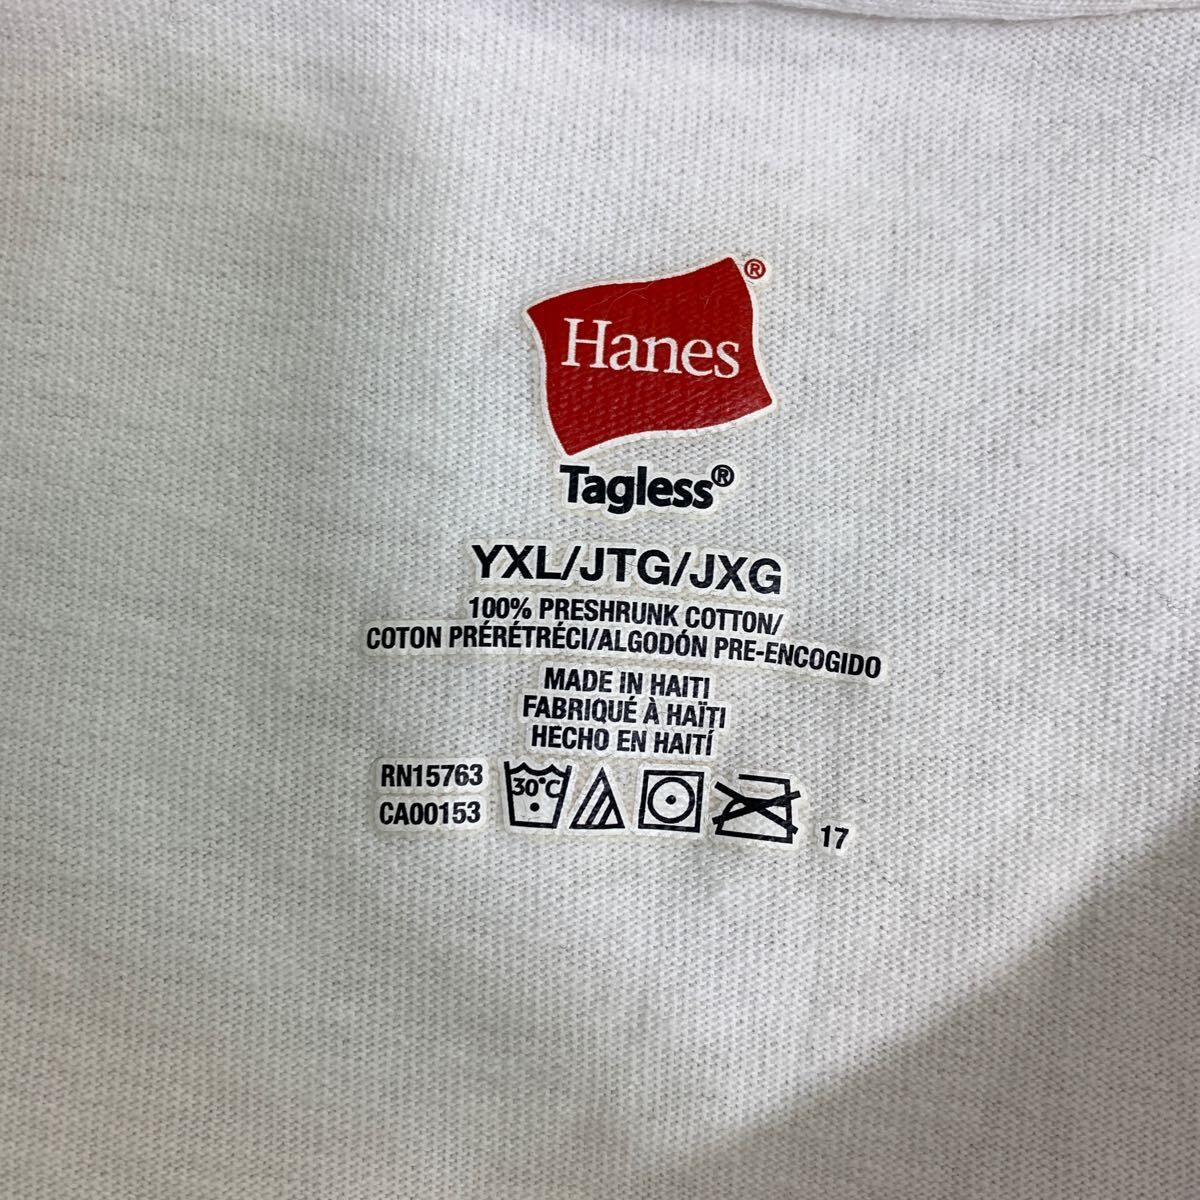 Hanes®
Tagless®
YXL/JTG/JXG
100% PRESHRUNK COTTON/
COTON PRÉRÉTRÉCI/ALGODÓN PRE-ENCOGIDO
MADE IN HAITI
FABRIQUÉ À HAÏTI
HECHO EN HAITÍ
RN15763
30°C
CA00153
17